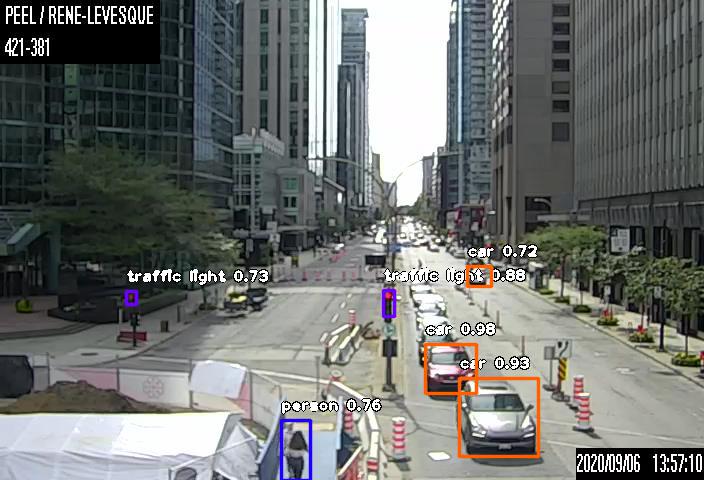 PEEL / RENE-LEVESQUE
421-381
car 0.72
traffic light 0.73
traffic light 0.88
car 0.98
car 0.93
person 0.76
2020/09/06 13:57:10